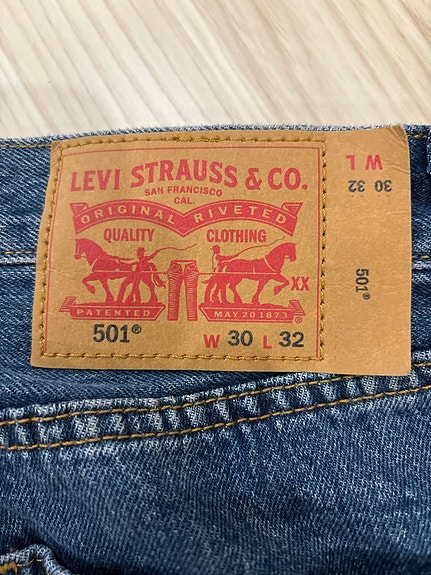 LEVI STRAUSS & CO.
SAN FRANCISCO
CAL.
ORIGINAL RIVETED
QUALITY CLOTHING
XX
PATENTED MAY 20 1873
501®
W 30 L 32
W L
30 32
501®